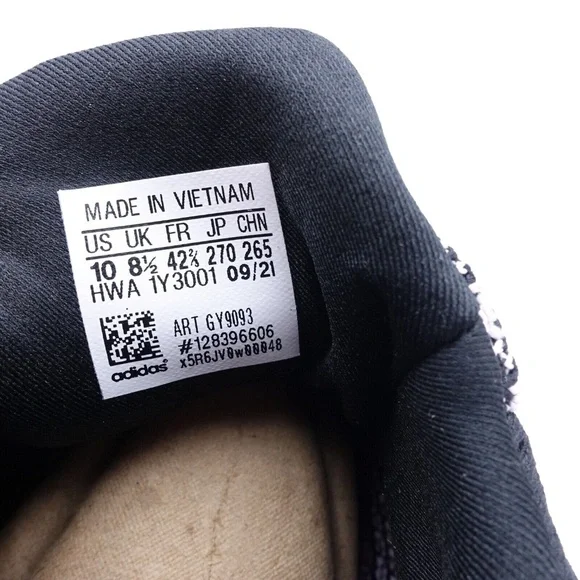 MADE IN VIETNAM
US UK FR JP CHN
10 8½ 42⅔ 270 265
HWA 1Y3001 09/21
ART GY9093
#128396606
x5R6JV0w00048
adidas